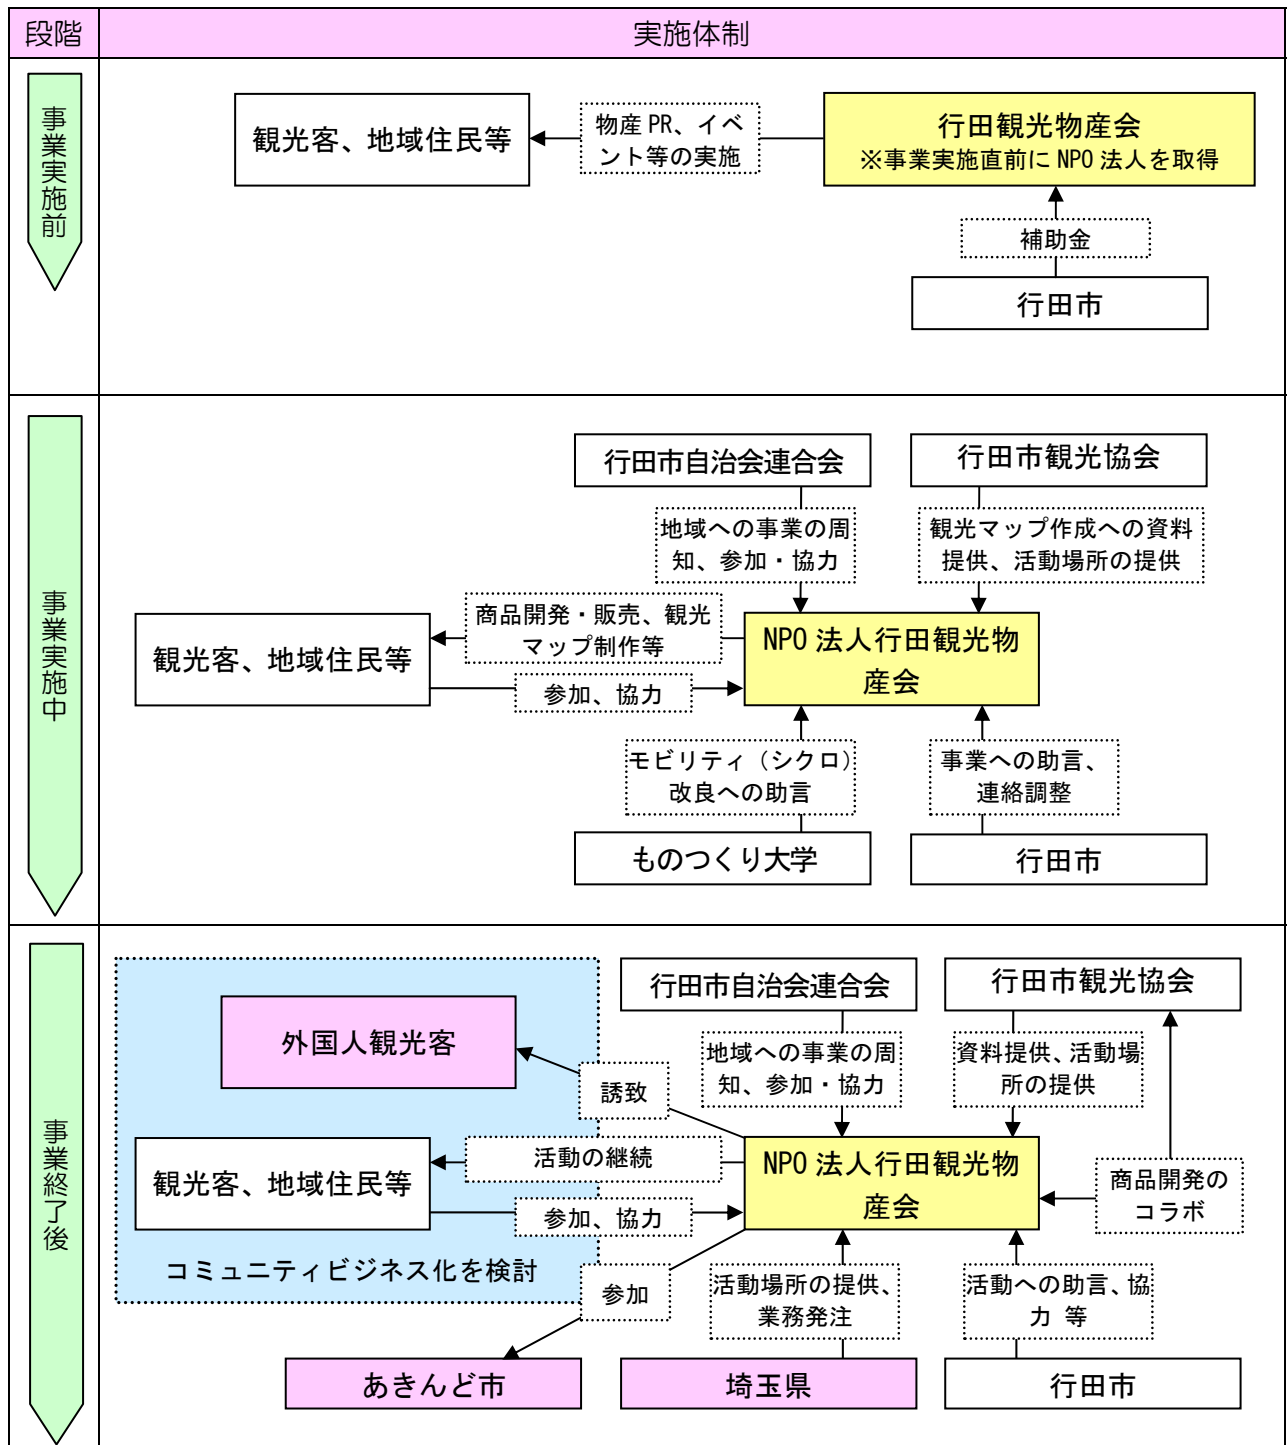 段階
実施体制
事業実施前
観光客、地域住民等
物産 PR、イベ
ント等の実施
行田観光物産会
※事業実施直前に NPO 法人を取得
補助金
行田市
事業実施中
行田市自治会連合会
行田市観光協会
地域への事業の周
知、参加・協力
観光マップ作成への資料
提供、活動場所の提供
観光客、地域住民等
商品開発・販売、観光
マップ制作等
参加、協力
NPO 法人行田観光物
産会
モビリティ（シクロ）
改良への助言
事業への助言、
連絡調整
ものつくり大学
行田市
事業終了後
外国人観光客
行田市自治会連合会
行田市観光協会
誘致
地域への事業の周
知、参加・協力
資料提供、活動場
所の提供
観光客、地域住民等
活動の継続
参加、協力
NPO 法人行田観光物
産会
商品開発の
コラボ
コミュニティビジネス化を検討
参加
活動場所の提供、
業務発注
活動への助言、協
力 等
あきんど市
埼玉県
行田市